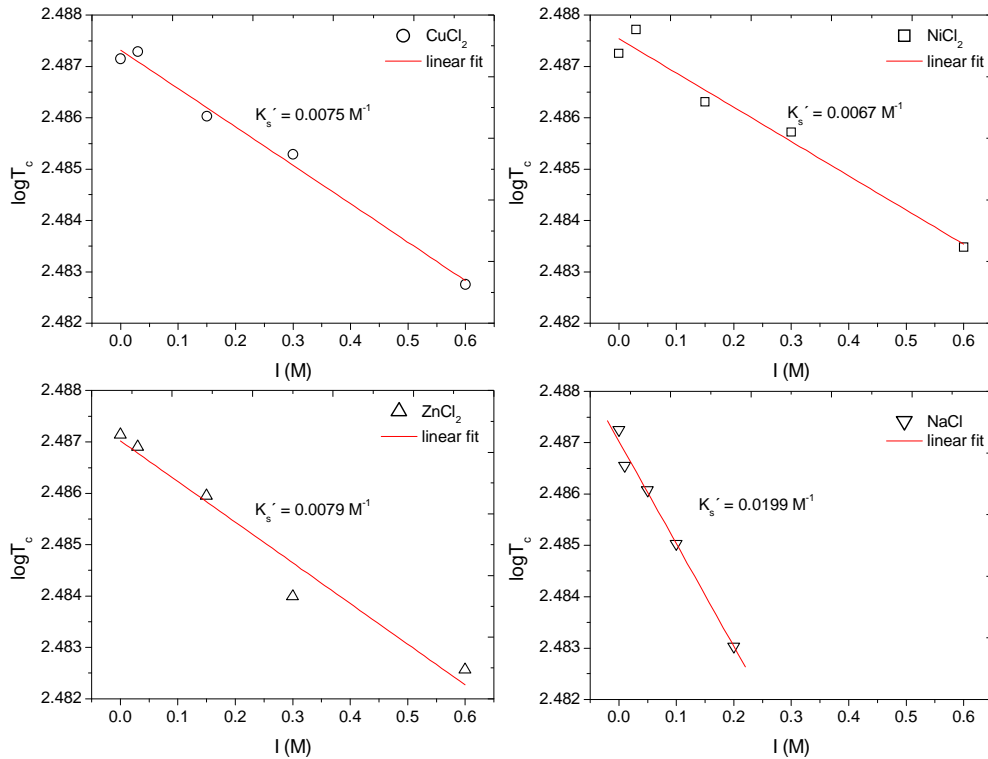 2.488
2.487
2.486
2.485
2.484
2.483
2.482
logT_c
0.0 0.1 0.2 0.3 0.4 0.5 0.6
I (M)
CuCl₂
linear fit
Kₛ´ = 0.0075 M⁻¹
2.488
2.487
2.486
2.485
2.484
2.483
2.482
logT_c
0.0 0.1 0.2 0.3 0.4 0.5 0.6
I (M)
NiCl₂
linear fit
Kₛ´ = 0.0067 M⁻¹
2.488
2.487
2.486
2.485
2.484
2.483
2.482
logT_c
0.0 0.1 0.2 0.3 0.4 0.5 0.6
I (M)
ZnCl₂
linear fit
Kₛ´ = 0.0079 M⁻¹
2.488
2.487
2.486
2.485
2.484
2.483
2.482
logT_c
0.0 0.1 0.2 0.3 0.4 0.5 0.6
I (M)
NaCl
linear fit
Kₛ´ = 0.0199 M⁻¹